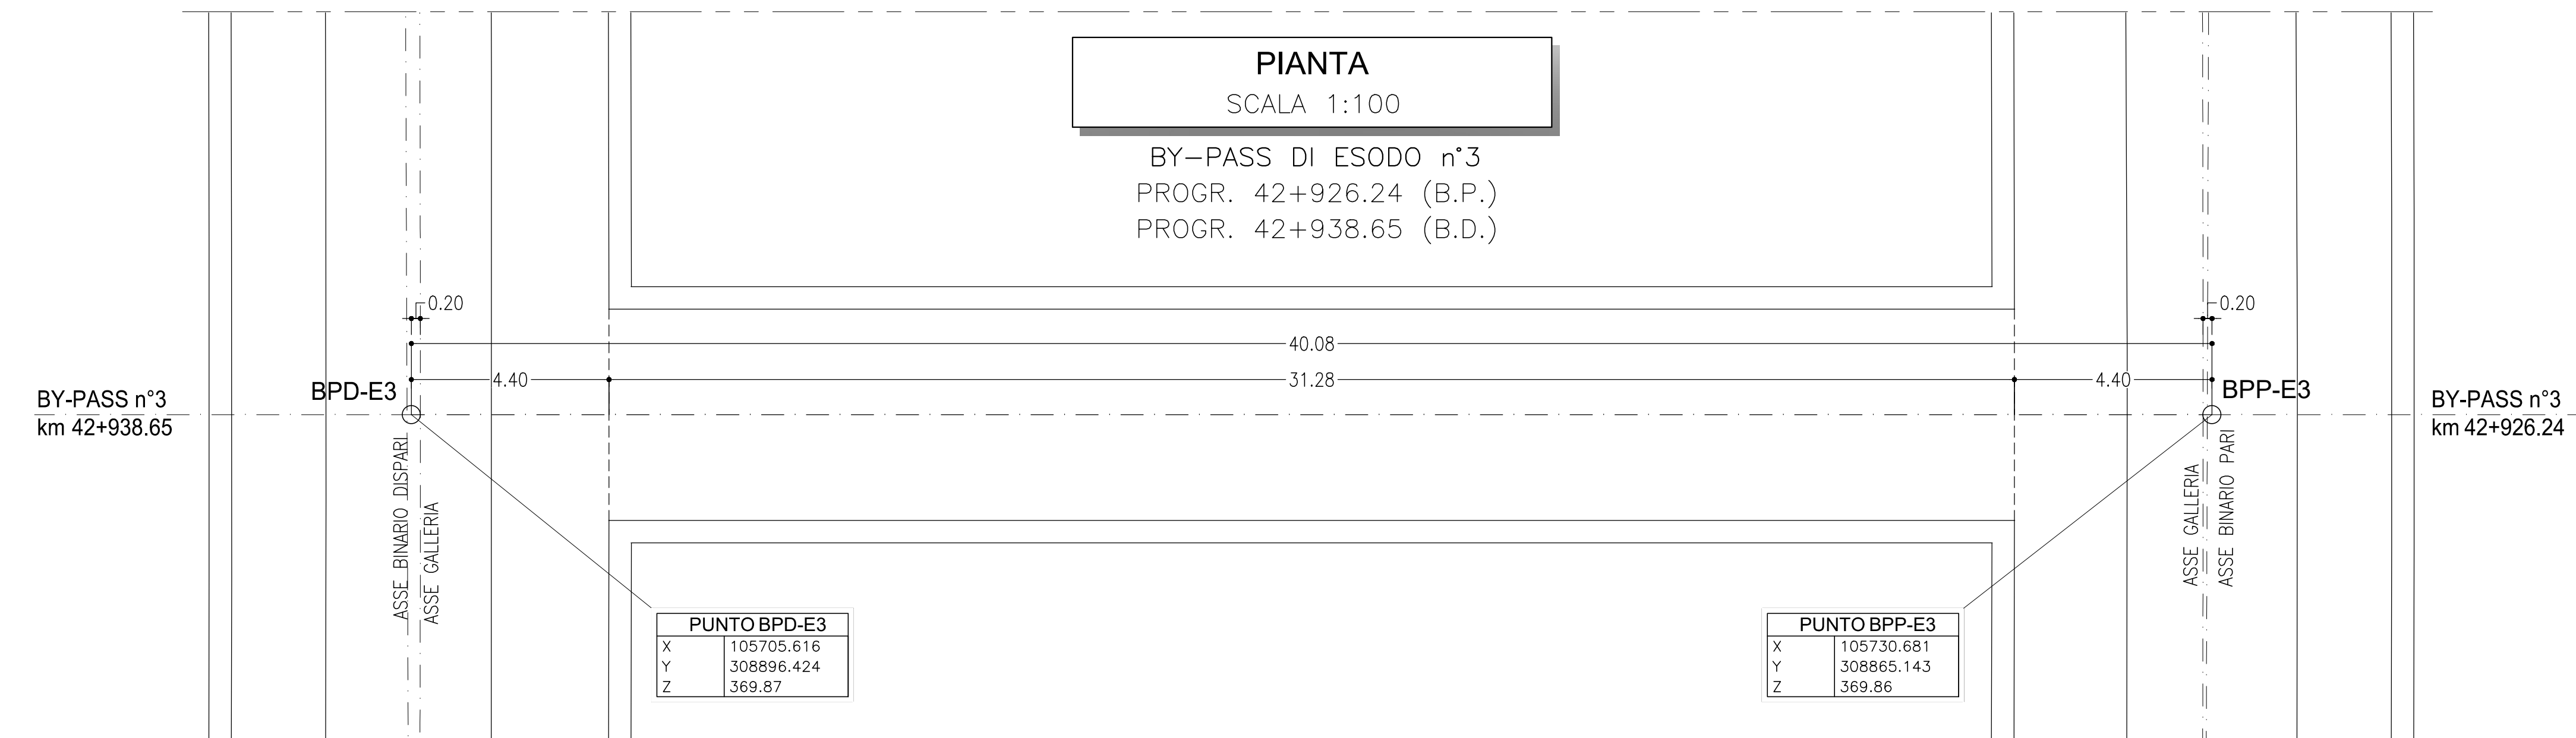 PIANTA
SCALA 1:100
BY-PASS DI ESODO n°3
PROGR. 42+926.24 (B.P.)
PROGR. 42+938.65 (B.D.)
0.20
0.20
40.08
4.40
31.28
4.40
BPD-E3
BPP-E3
BY-PASS n°3
km 42+938.65
BY-PASS n°3
km 42+926.24
ASSE BINARIO DISPARI
ASSE GALLERIA
ASSE GALLERIA
ASSE BINARIO PARI
PUNTO BPD-E3
X 105705.616
Y 308896.424
Z 369.87
PUNTO BPP-E3
X 105730.681
Y 308865.143
Z 369.86